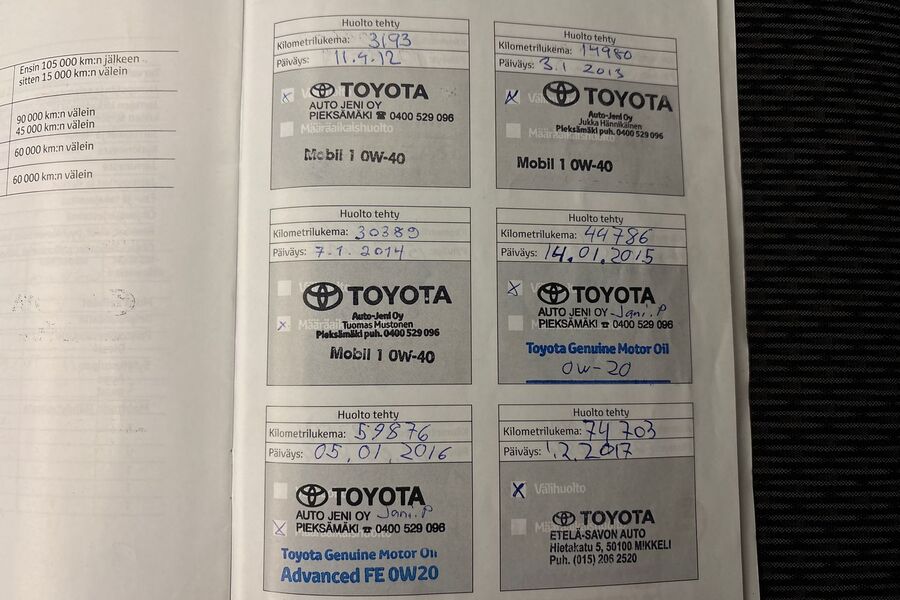 Ensin 105 000 km:n jälkeen
sitten 15 000 km:n välein
90 000 km:n välein
45 000 km:n välein
60 000 km:n välein
60 000 km:n välein
Huolto tehty
Kilometrilukema: 3193
Päiväys: 11.4.12
x
TOYOTA
AUTO JENI OY
PIEKSÄMÄKI ☎ 0400 529 096
Määräaikaishuolto
Mobil 1 0W-40
Huolto tehty
Kilometrilukema: 14980
Päiväys: 3.1 2013
x Väli
TOYOTA
Auto-Jeni Oy
Jukka Hännikäinen
Pieksämäki puh. 0400 529 096
Määräaikaishuolto
Mobil 1 0W-40
Huolto tehty
Kilometrilukema: 30389
Päiväys: 7.1.2014
TOYOTA
Auto-Jeni Oy
x Määräa
Tuomas Mustonen
Pieksämäki puh. 0400 529 096
Mobil 1 0W-40
Huolto tehty
Kilometrilukema: 44786
Päiväys: 14.01.2015
x
TOYOTA
AUTO JENI OY Jani.P
PIEKSÄMÄKI ☎ 0400 529 096
Toyota Genuine Motor Oil
0w-20
Huolto tehty
Kilometrilukema: 59876
Päiväys: 05.01.2016
TOYOTA
AUTO JENI OY Jani.P
x PIEKSÄMÄKI ☎ 0400 529 096
Toyota Genuine Motor Oil
Advanced FE 0W20
Huolto tehty
Kilometrilukema: 74 703
Päiväys: 1.2.2017
x Välihuolto
TOYOTA
ETELÄ-SAVON AUTO
Hietakatu 5, 50100 MIKKELI
Puh. (015) 206 2520